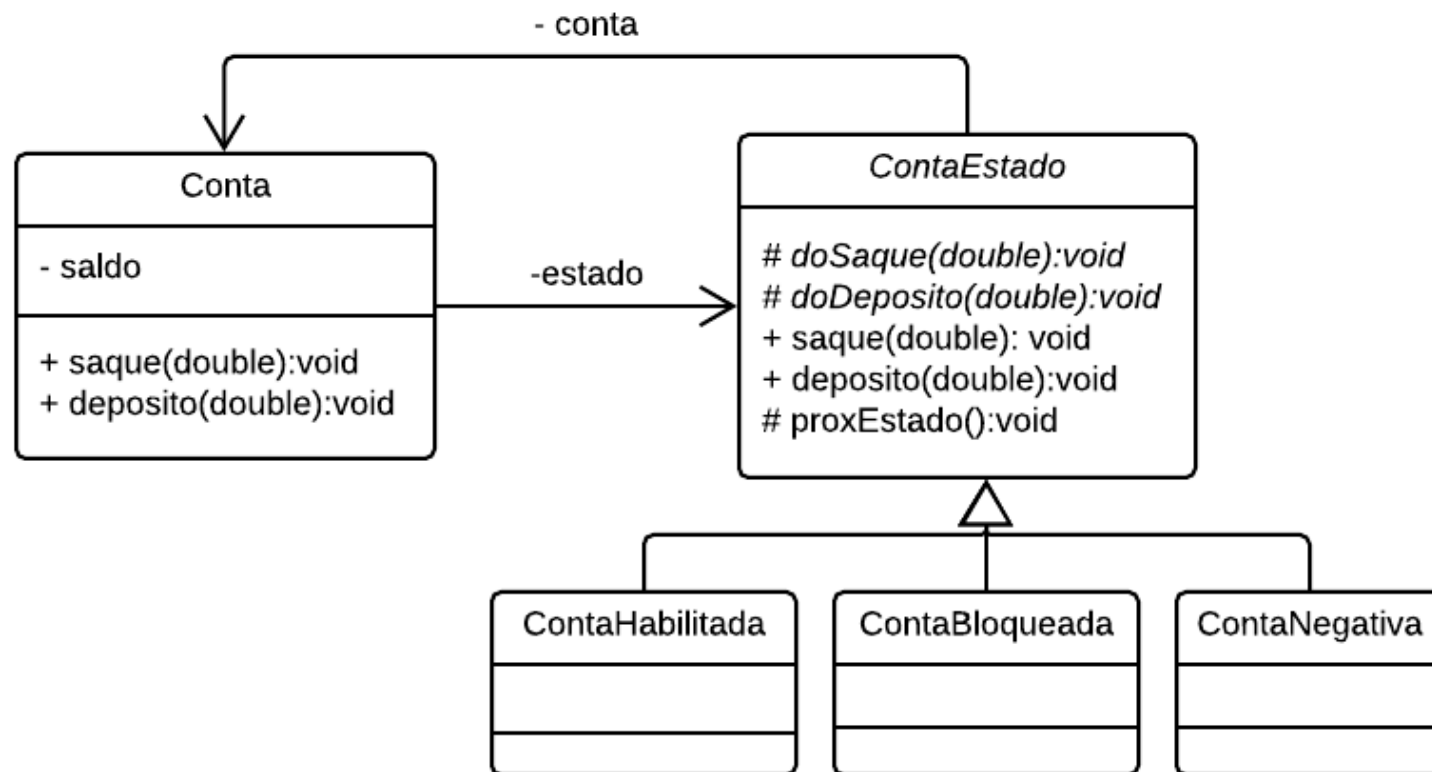 - conta
Conta
- saldo
+ saque(double):void
+ deposito(double):void
-estado
ContaEstado
# doSaque(double):void
# doDeposito(double):void
+ saque(double): void
+ deposito(double):void
# proxEstado():void
ContaHabilitada
ContaBloqueada
ContaNegativa